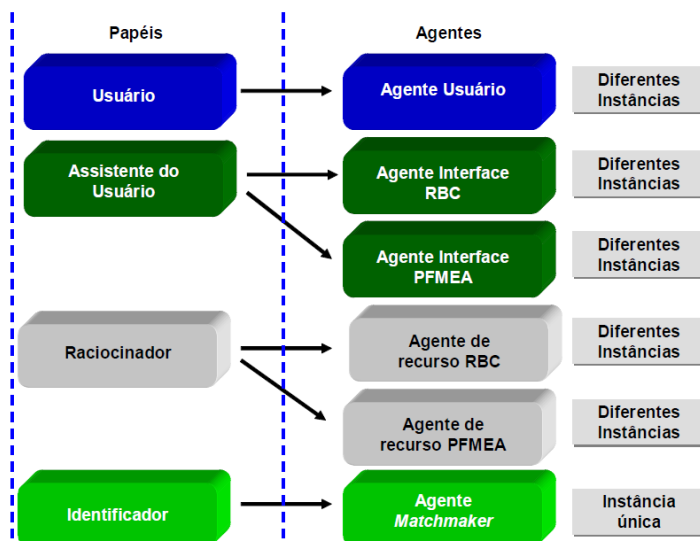 Papéis
Agentes
Usuário
Agente Usuário
Diferentes
Instâncias
Assistente do
Usuário
Agente Interface
RBC
Diferentes
Instâncias
Agente Interface
PFMEA
Diferentes
Instâncias
Raciocinador
Agente de
recurso RBC
Diferentes
Instâncias
Agente de
recurso PFMEA
Diferentes
Instâncias
Identificador
Agente
Matchmaker
Instância
única